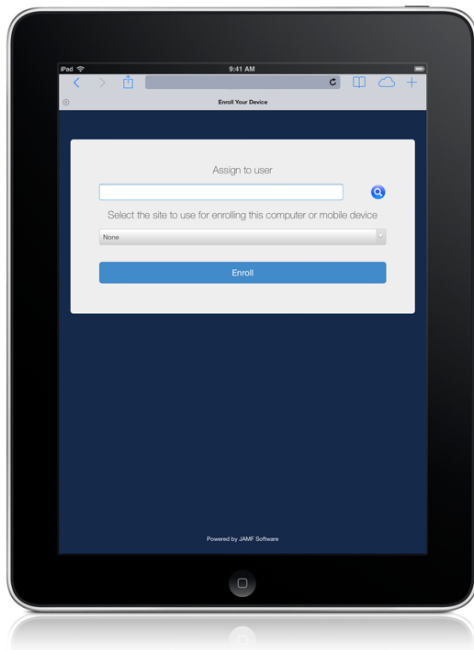 iPad 9:41 AM
Enroll Your Device
Assign to user
Select the site to use for enrolling this computer or mobile device
None
Enroll
Powered by JAMF Software